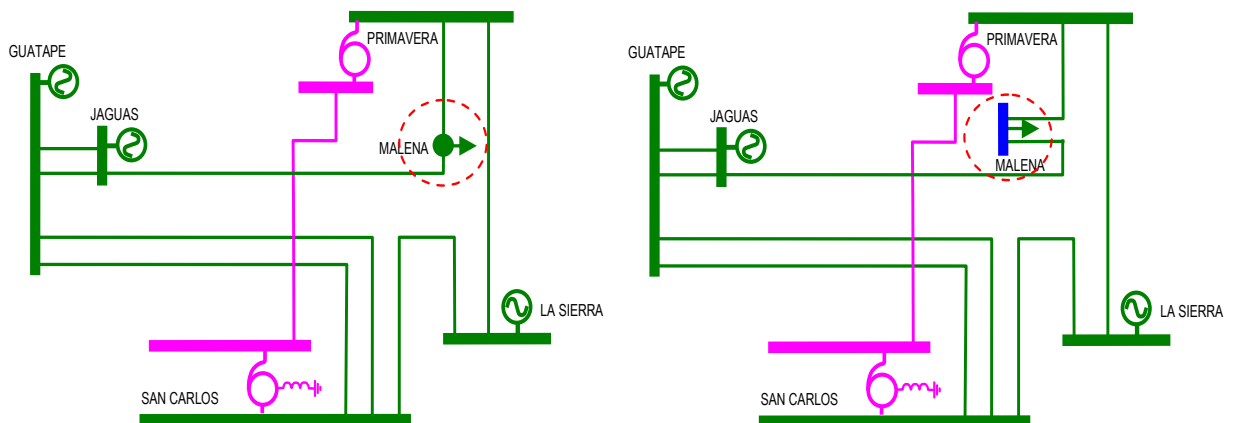 PRIMAVERA
GUATAPE
JAGUAS
MALENA
LA SIERRA
SAN CARLOS
PRIMAVERA
GUATAPE
JAGUAS
MALENA
LA SIERRA
SAN CARLOS